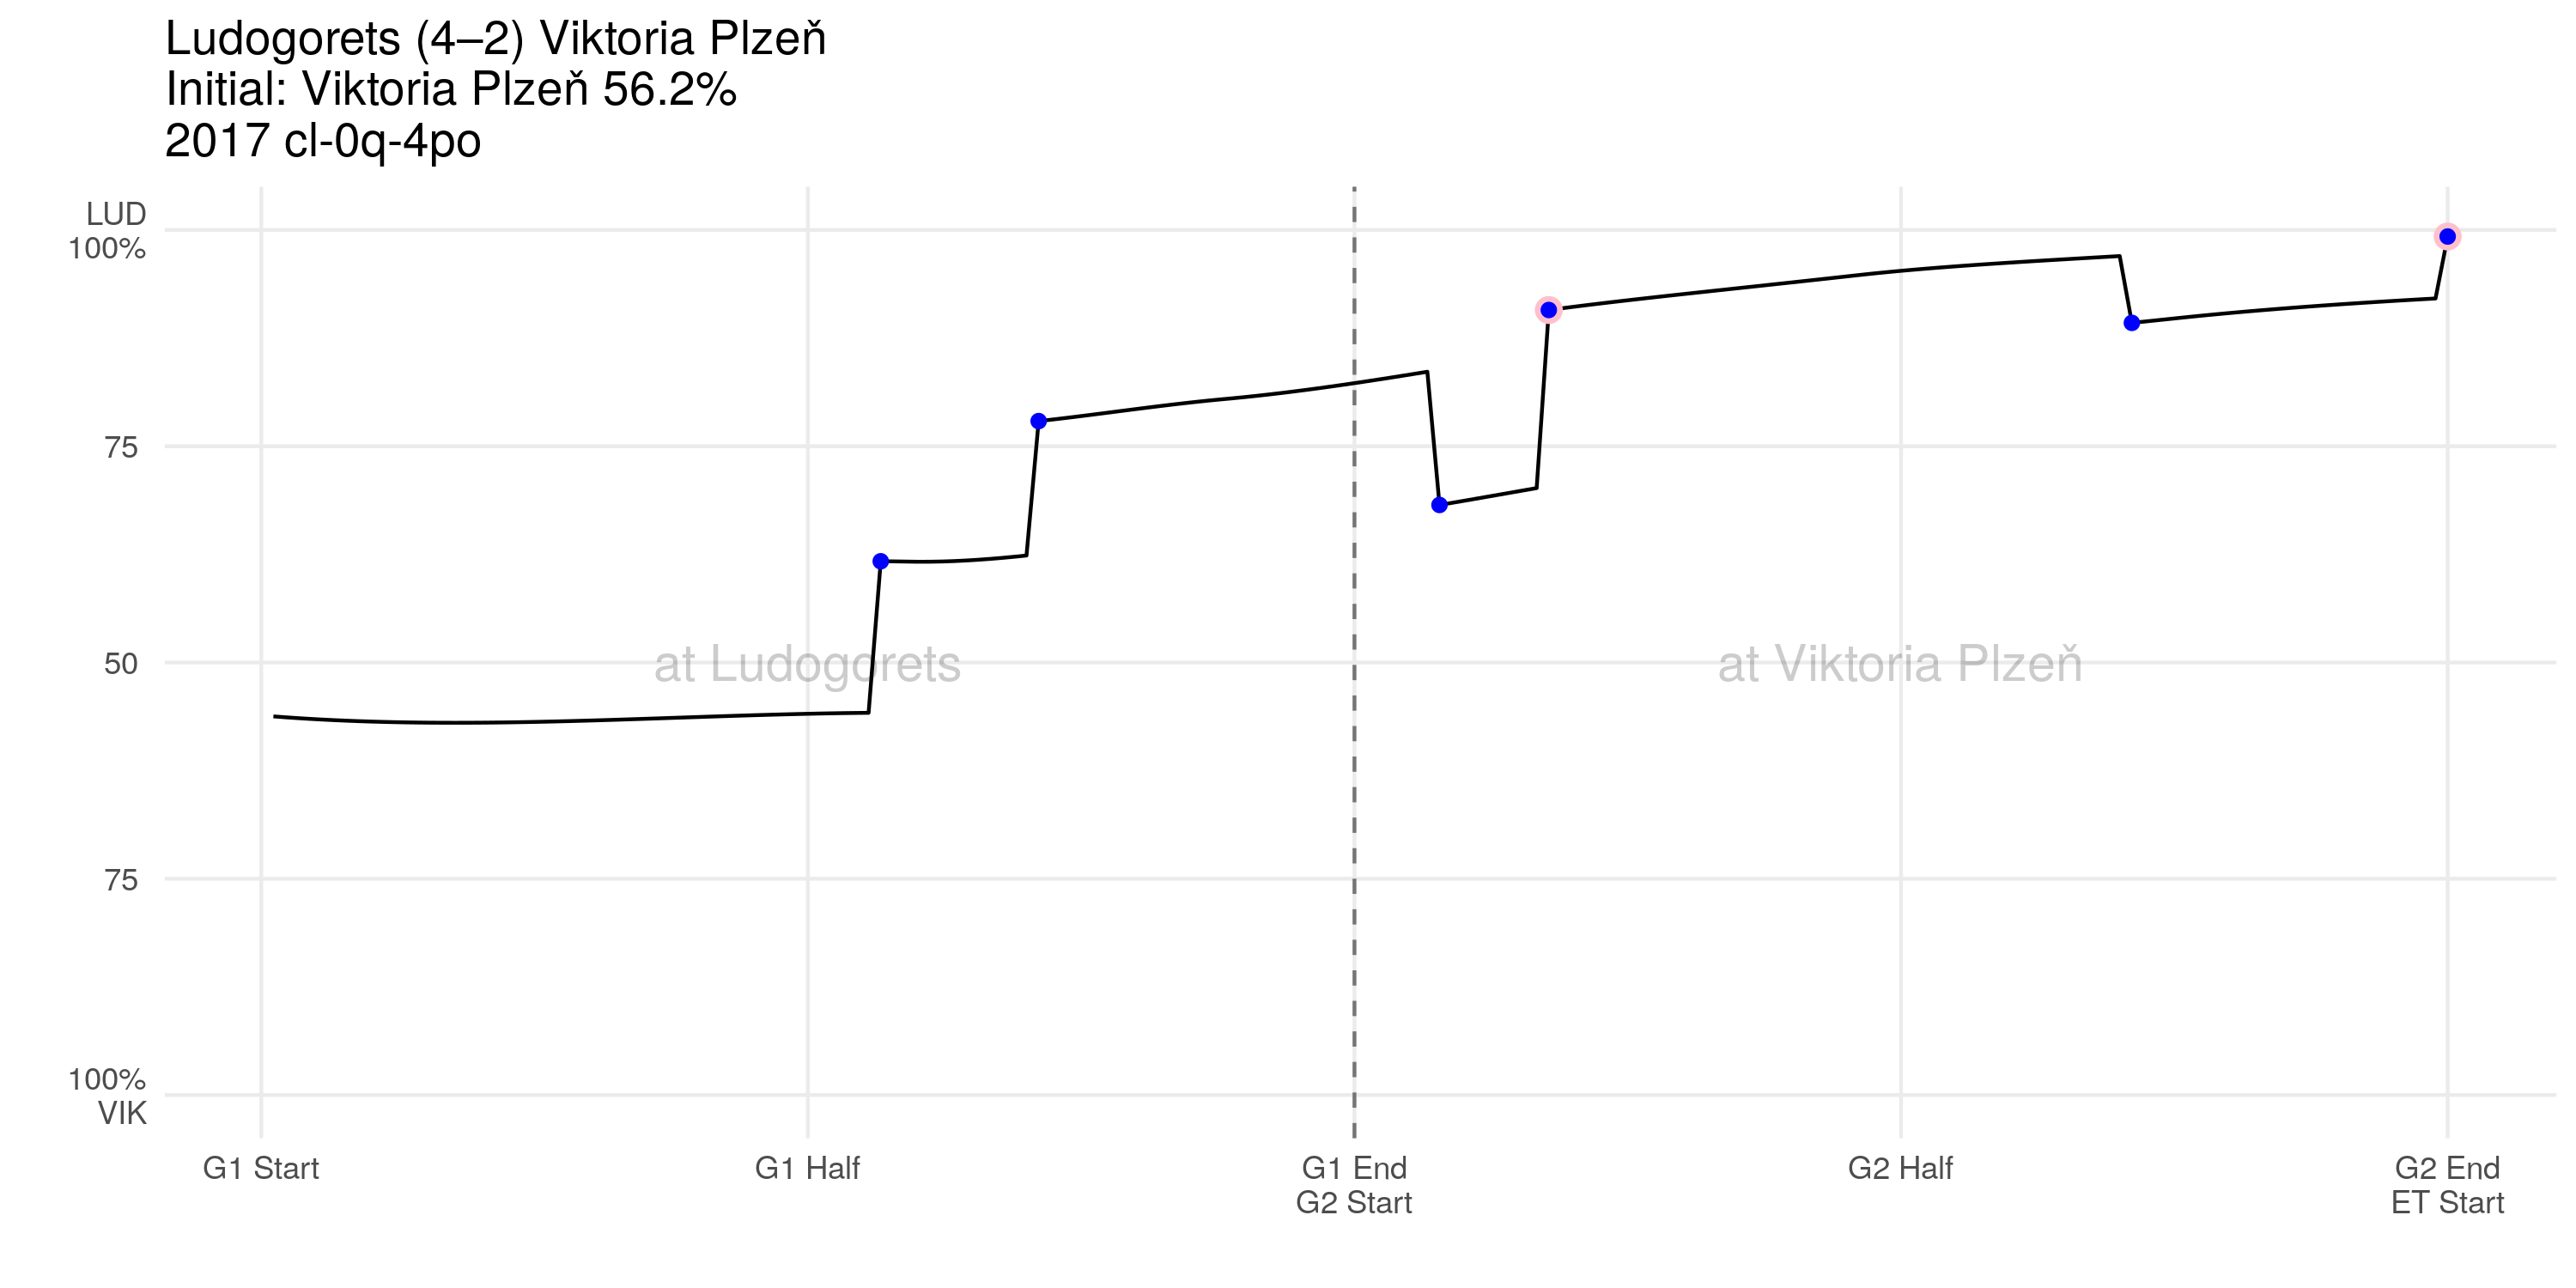 Ludogorets (4–2) Viktoria Plzeň
Initial: Viktoria Plzeň 56.2%
2017 cl-0q-4po
LUD
100%
75
50
75
100%
VIK
at Ludogorets
at Viktoria Plzeň
G1 Start
G1 Half
G1 End
G2 Start
G2 Half
G2 End
ET Start